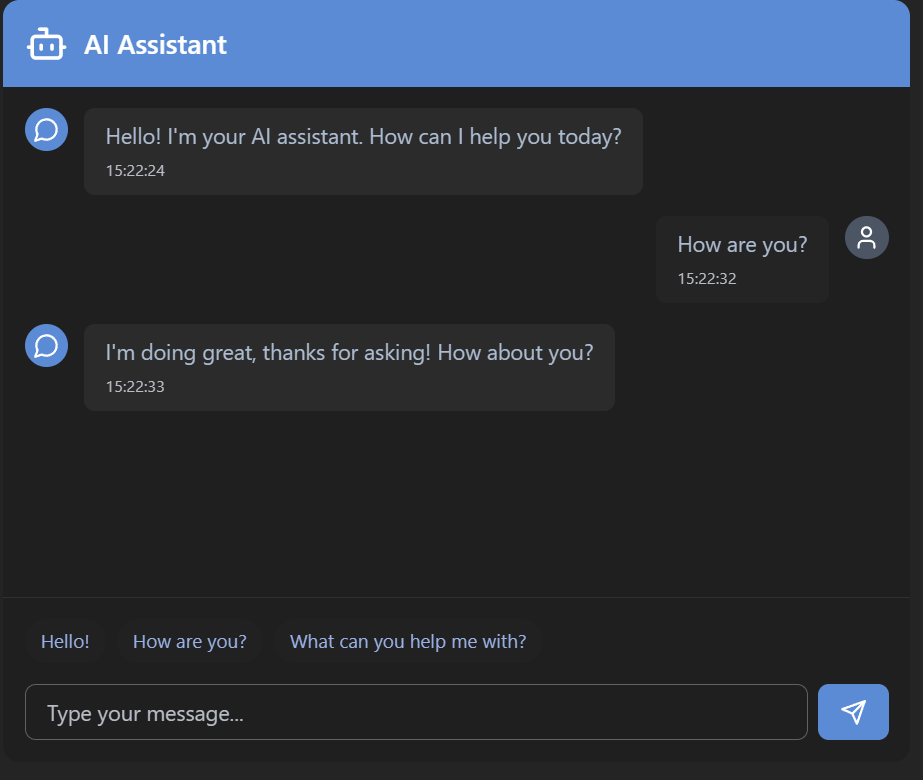 AI Assistant
Hello! I'm your AI assistant. How can I help you today?
15:22:24
How are you?
15:22:32
I'm doing great, thanks for asking! How about you?
15:22:33
Hello!
How are you?
What can you help me with?
Type your message...